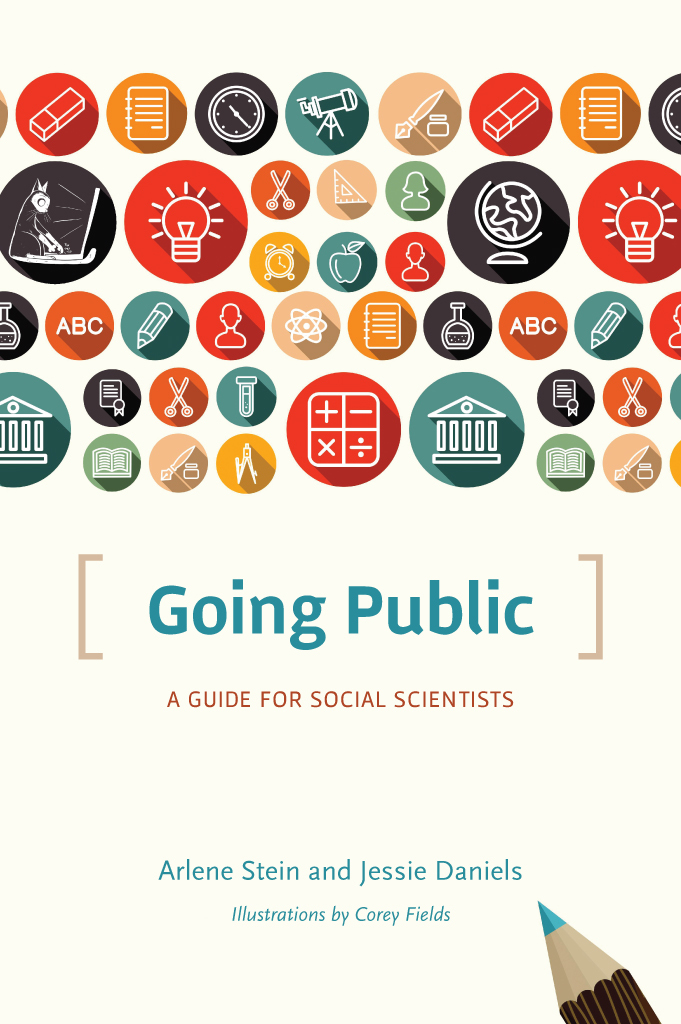 ABC
ABC
Going Public
A GUIDE FOR SOCIAL SCIENTISTS
Arlene Stein and Jessie Daniels
Illustrations by Corey Fields